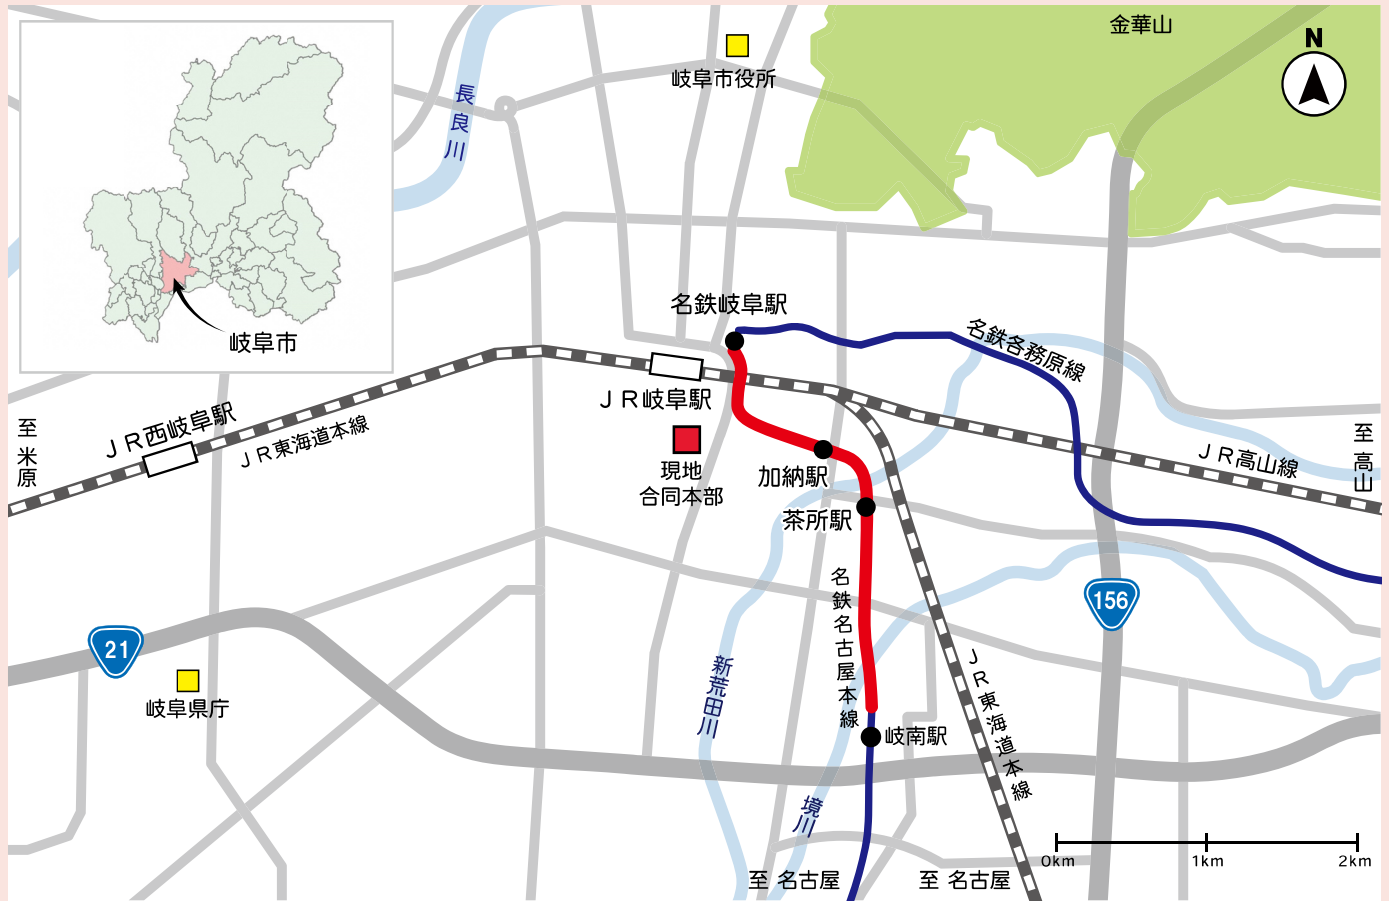 金華山
N
岐阜市役所
長良川
岐阜市
名鉄岐阜駅
名鉄各務原線
ＪＲ岐阜駅
ＪＲ西岐阜駅
ＪＲ東海道本線
至 米原
至 高山
ＪＲ高山線
現地
合同本部
加納駅
茶所駅
名鉄名古屋本線
156
21
岐阜県庁
新荒田川
ＪＲ東海道本線
岐南駅
境川
0km
1km
2km
至 名古屋
至 名古屋